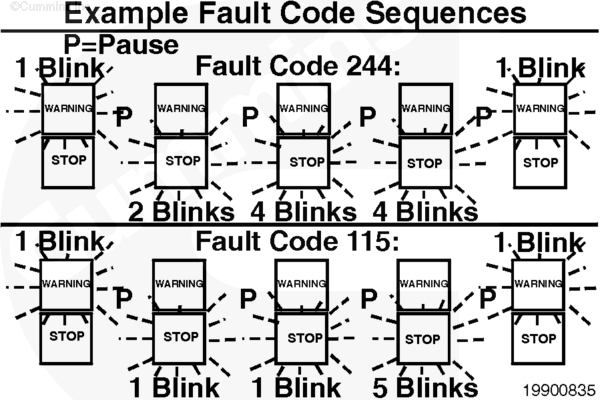 ©Cummins Inc.
Example Fault Code Sequences
P=Pause
1 Blink Fault Code 244: 1 Blink
WARNING P WARNING P WARNING P WARNING P WARNING
STOP STOP STOP STOP STOP
2 Blinks 4 Blinks 4 Blinks
1 Blink Fault Code 115: 1 Blink
WARNING P WARNING P WARNING P WARNING P WARNING
STOP STOP STOP STOP STOP
1 Blink 1 Blink 5 Blinks
19900835